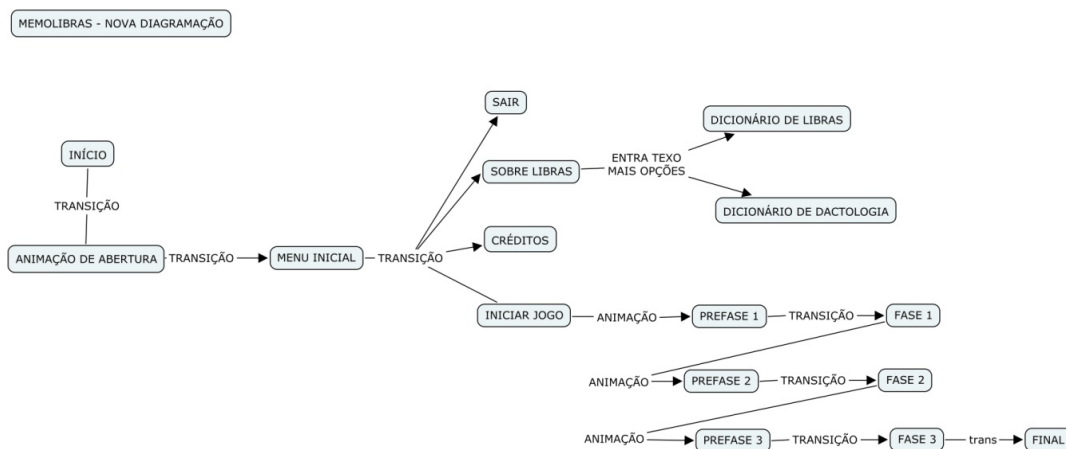 MEMOLIBRAS - NOVA DIAGRAMAÇÃO
SAIR
DICIONÁRIO DE LIBRAS
INÍCIO
ENTRA TEXO
MAIS OPÇÕES
SOBRE LIBRAS
TRANSIÇÃO
DICIONÁRIO DE DACTOLOGIA
CRÉDITOS
ANIMAÇÃO DE ABERTURA
TRANSIÇÃO
MENU INICIAL
TRANSIÇÃO
INICIAR JOGO
ANIMAÇÃO
PREFASE 1
TRANSIÇÃO
FASE 1
ANIMAÇÃO
PREFASE 2
TRANSIÇÃO
FASE 2
ANIMAÇÃO
PREFASE 3
TRANSIÇÃO
FASE 3
trans
FINAL